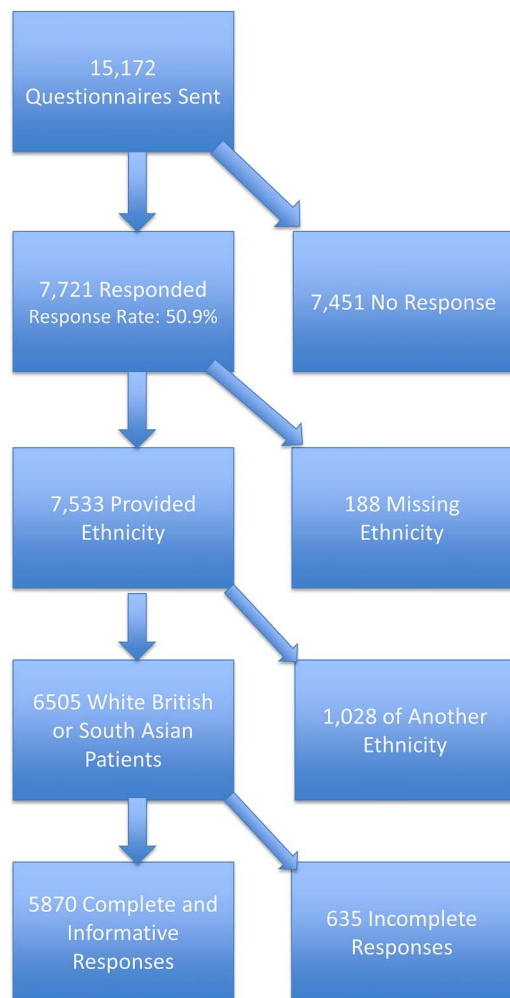 15,172
Questionnaires Sent
7,721 Responded
Response Rate: 50.9%
7,451 No Response
7,533 Provided
Ethnicity
188 Missing
Ethnicity
6505 White British
or South Asian
Patients
1,028 of Another
Ethnicity
5870 Complete and
Informative
Responses
635 Incomplete
Responses